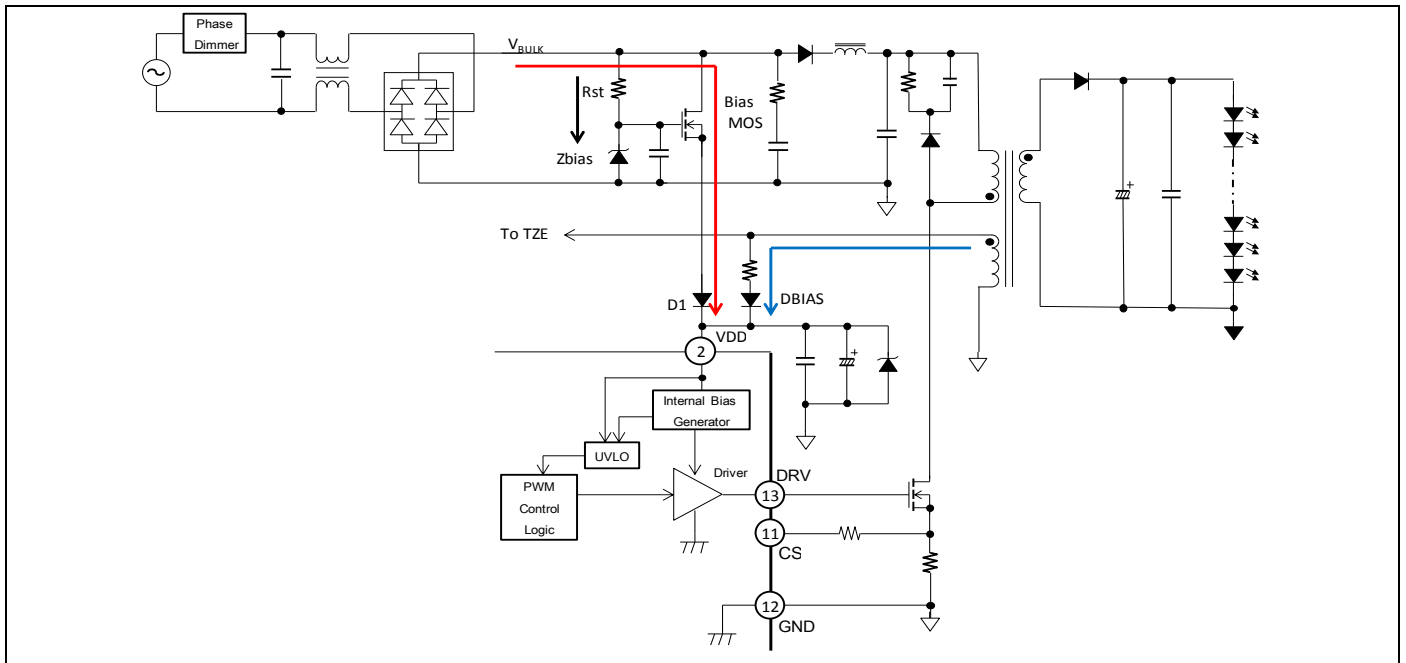 Phase
Dimmer
VBULK
Rst
Bias
MOS
Zbias
To TZE
D1
DBIAS
VDD
2
+
+
Internal Bias
Generator
UVLO
Driver
DRV
PWM
Control
Logic
13
11
CS
12
GND